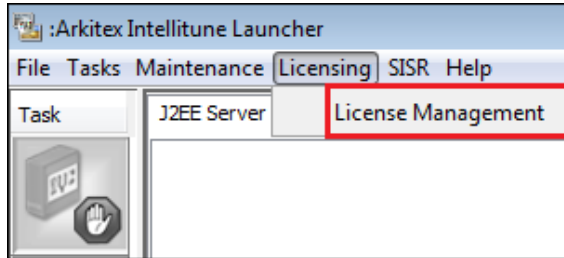 :Arkitex Intellitune Launcher
File Tasks Maintenance Licensing SISR Help
Task J2EE Server License Management